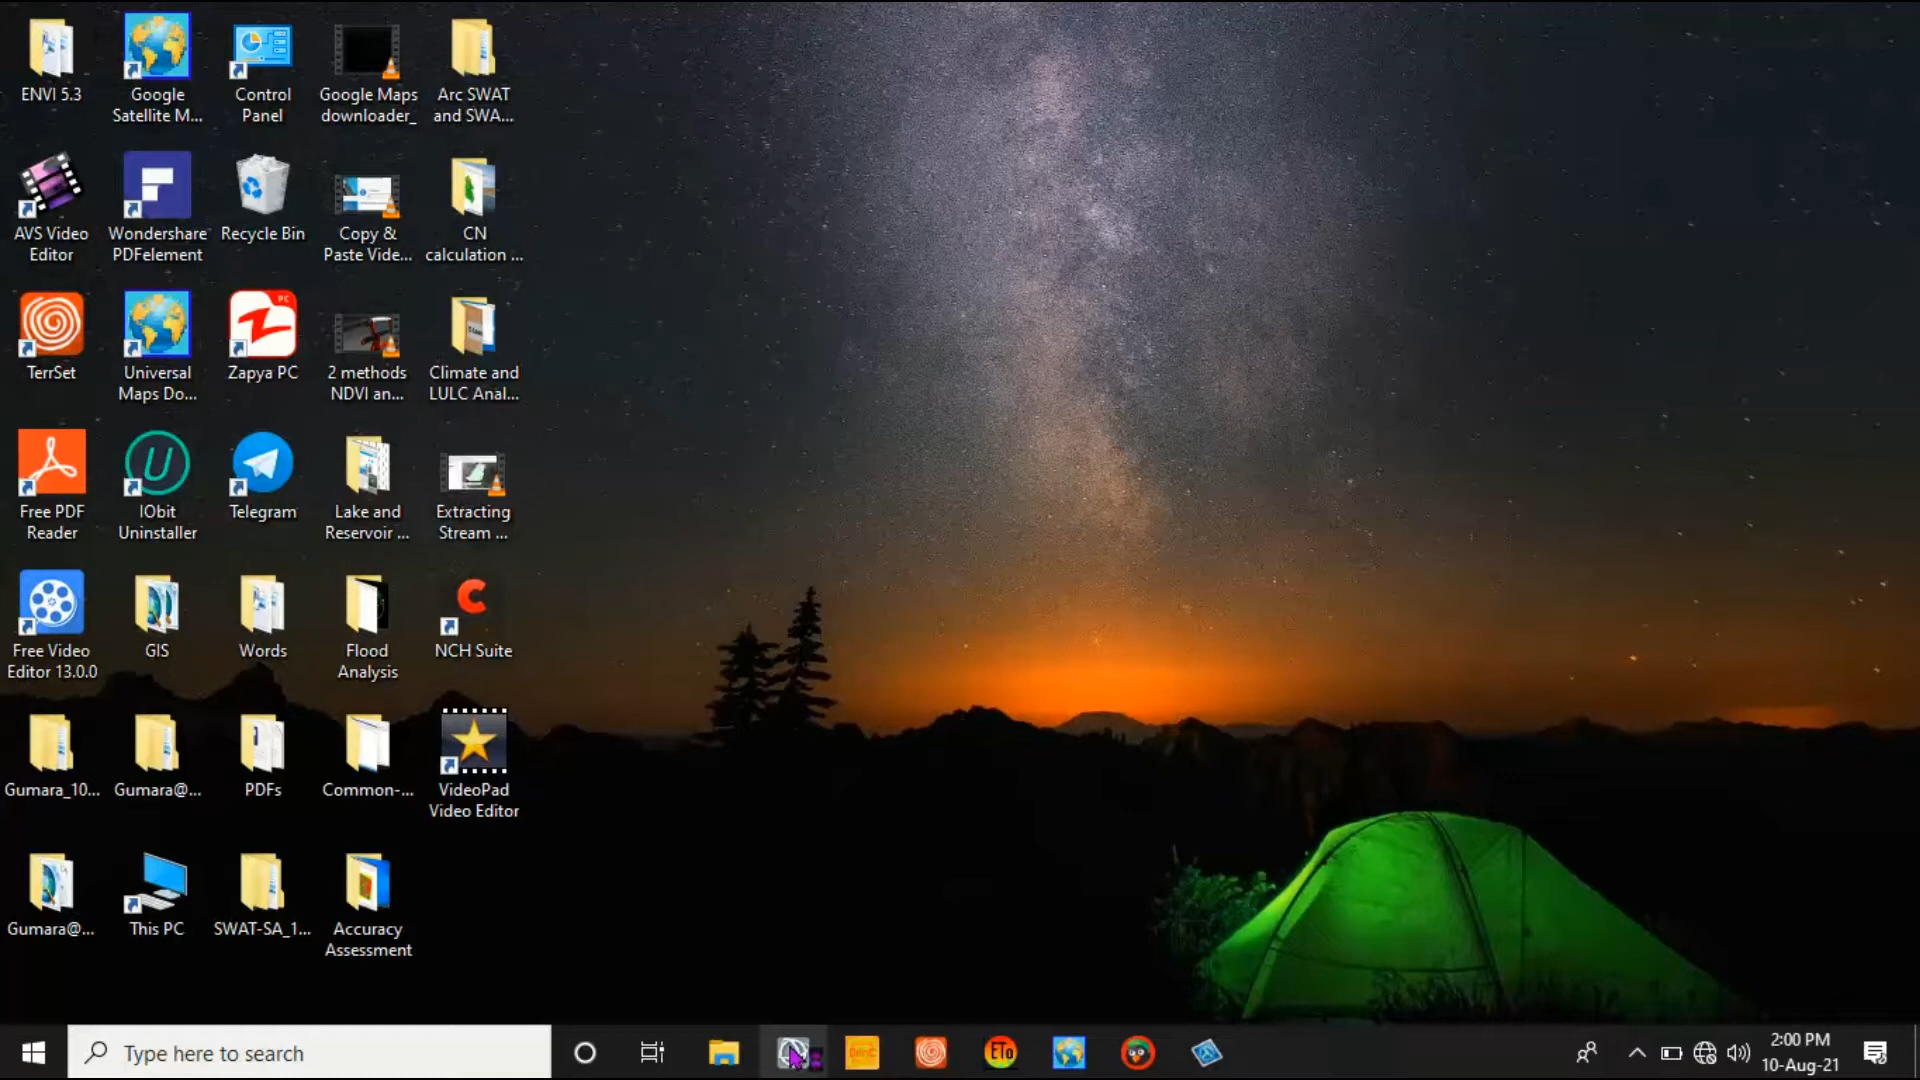 ENVI 5.3
Google
Satellite M...
Control
Panel
Google Maps
downloader_
Arc SWAT
and SWA...
AVS Video
Editor
Wondershare
PDFelement
Recycle Bin
Copy &
Paste Vide...
CN
calculation ...
TerrSet
Universal
Maps Do...
PC
Zapya PC
2 methods
NDVI an...
Climate and
LULC Anal...
Free PDF
Reader
IObit
Uninstaller
Telegram
Lake and
Reservoir ...
Extracting
Stream ...
Free Video
Editor 13.0.0
GIS
Words
Flood
Analysis
NCH Suite
Gumara_10...
Gumara@...
PDFs
Common-...
VideoPad
Video Editor
Gumara@...
This PC
SWAT-SA_1...
Accuracy
Assessment
Type here to search
ETo
2:00 PM
10-Aug-21